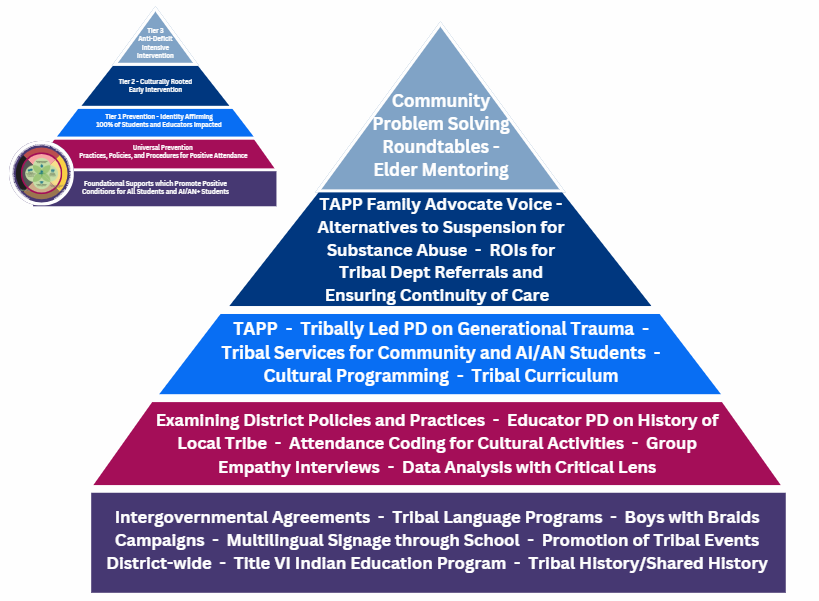 Tier 3
Anti-Deficit
Intensive
Intervention
Tier 2 - Culturally Rooted
Early Intervention
Tier 1 Prevention - Identity Affirming
100% of Students and Educators Impacted
Universal Prevention
Practices, Policies, and Procedures for Positive Attendance
Foundational Supports which Promote Positive
Conditions for All Students and AI/AN+ Students
Community
Problem Solving
Roundtables -
Elder Mentoring
TAPP Family Advocate Voice -
Alternatives to Suspension for
Substance Abuse - ROIs for
Tribal Dept Referrals and
Ensuring Continuity of Care
TAPP - Tribally Led PD on Generational Trauma -
Tribal Services for Community and AI/AN Students -
Cultural Programming - Tribal Curriculum
Examining District Policies and Practices - Educator PD on History of
Local Tribe - Attendance Coding for Cultural Activities - Group
Empathy Interviews - Data Analysis with Critical Lens
Intergovernmental Agreements - Tribal Language Programs - Boys with Braids
Campaigns - Multilingual Signage through School - Promotion of Tribal Events
District-wide - Title VI Indian Education Program - Tribal History/Shared History